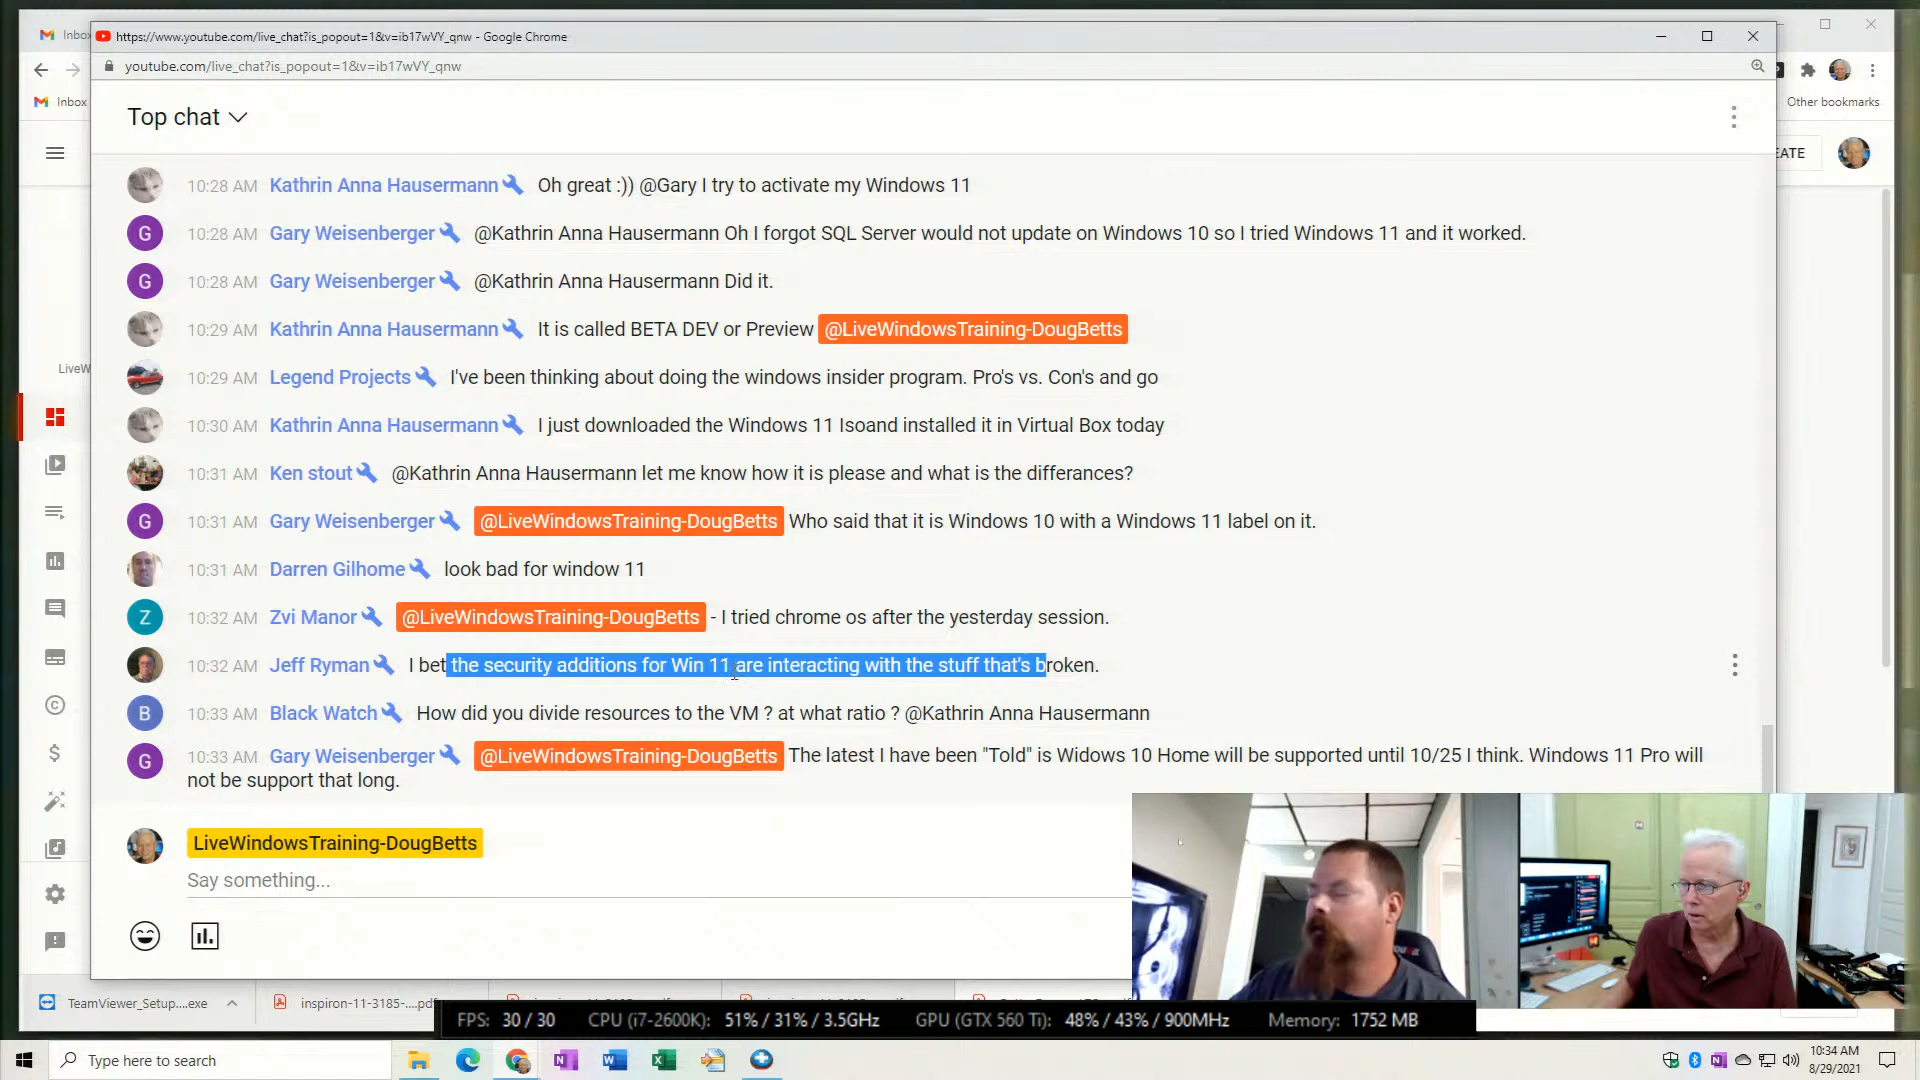 Inbo
https://www.youtube.com/live_chat?is_popout=1&v=ib17wVY_qnw - Google Chrome
youtube.com/live_chat?is_popout=1&v=ib17wVY_qnw
Inbox
Other bookmarks
Top chat
EATE
10:28 AM Kathrin Anna Hausermann Oh great :)) @Gary I try to activate my Windows 11
10:28 AM Gary Weisenberger @Kathrin Anna Hausermann Oh I forgot SQL Server would not update on Windows 10 so I tried Windows 11 and it worked.
G
10:28 AM Gary Weisenberger @Kathrin Anna Hausermann Did it.
G
10:29 AM Kathrin Anna Hausermann It is called BETA DEV or Preview @LiveWindowsTraining-DougBetts
LiveW
10:29 AM Legend Projects I've been thinking about doing the windows insider program. Pro's vs. Con's and go
10:30 AM Kathrin Anna Hausermann I just downloaded the Windows 11 Isoand installed it in Virtual Box today
10:31 AM Ken stout @Kathrin Anna Hausermann let me know how it is please and what is the differances?
G
10:31 AM Gary Weisenberger @LiveWindowsTraining-DougBetts Who said that it is Windows 10 with a Windows 11 label on it.
10:31 AM Darren Gilhome look bad for window 11
Z
10:32 AM Zvi Manor @LiveWindowsTraining-DougBetts - I tried chrome os after the yesterday session.
10:32 AM Jeff Ryman I bet the security additions for Win 11 are interacting with the stuff that's broken.
B
10:33 AM Black Watch How did you divide resources to the VM ? at what ratio ? @Kathrin Anna Hausermann
G
10:33 AM Gary Weisenberger @LiveWindowsTraining-DougBetts The latest I have been "Told" is Widows 10 Home will be supported until 10/25 I think. Windows 11 Pro will
not be support that long.
LiveWindowsTraining-DougBetts
Say something...
TeamViewer_Setup....exe
inspiron-11-3185-....pdf
FPS: 30 / 30 CPU (i7-2600K): 51% / 31% / 3.5GHz GPU (GTX 560 Ti): 48% / 43% / 900MHz Memory: 1752 MB
Type here to search
10:34 AM
8/29/2021